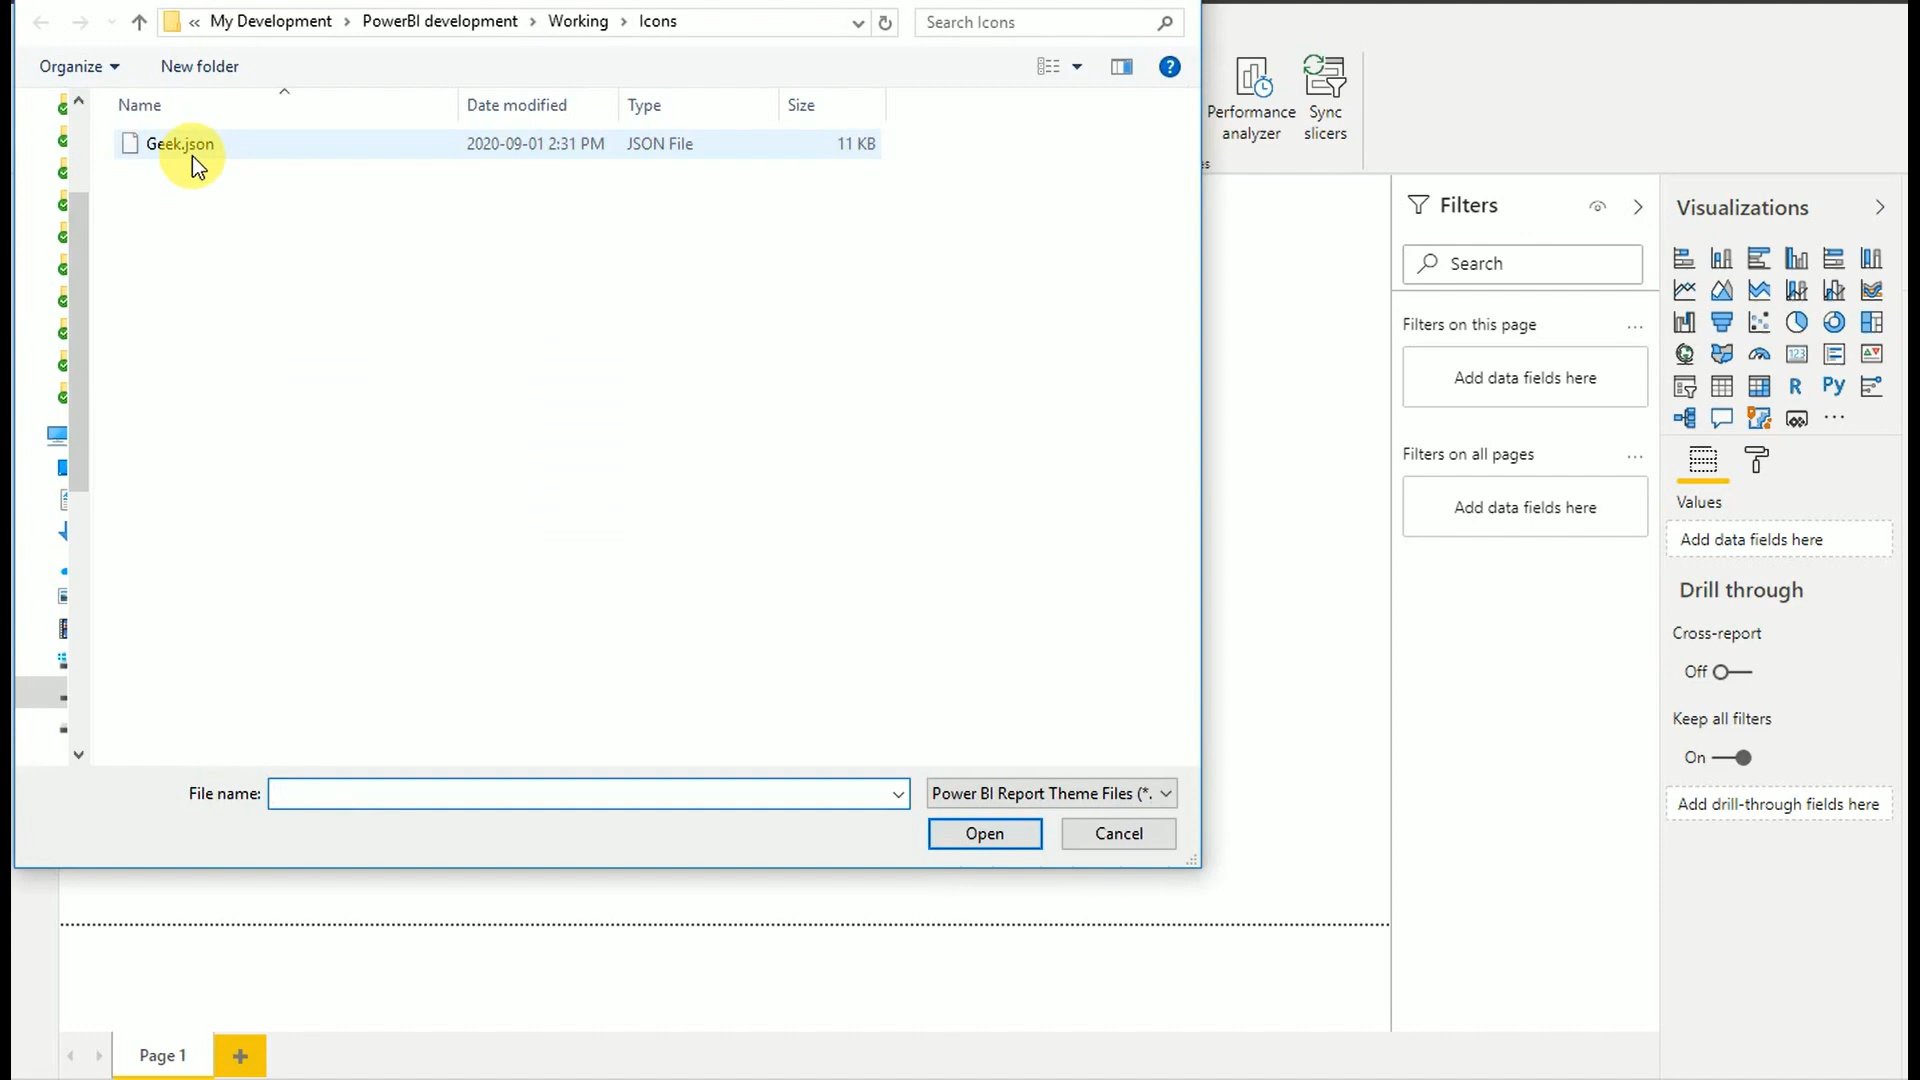 « My Development > PowerBI development > Working > Icons
Search Icons
Organize
New folder
Name
Date modified
Type
Size
Geek.json
2020-09-01 2:31 PM
JSON File
11 KB
File name:
Power BI Report Theme Files (*.
Open
Cancel
Performance
analyzer
Sync
slicers
Filters
Search
Filters on this page
...
Add data fields here
Filters on all pages
...
Add data fields here
Visualizations
123
R
Py
...
Values
Add data fields here
Drill through
Cross-report
Off
Keep all filters
On
Add drill-through fields here
Page 1